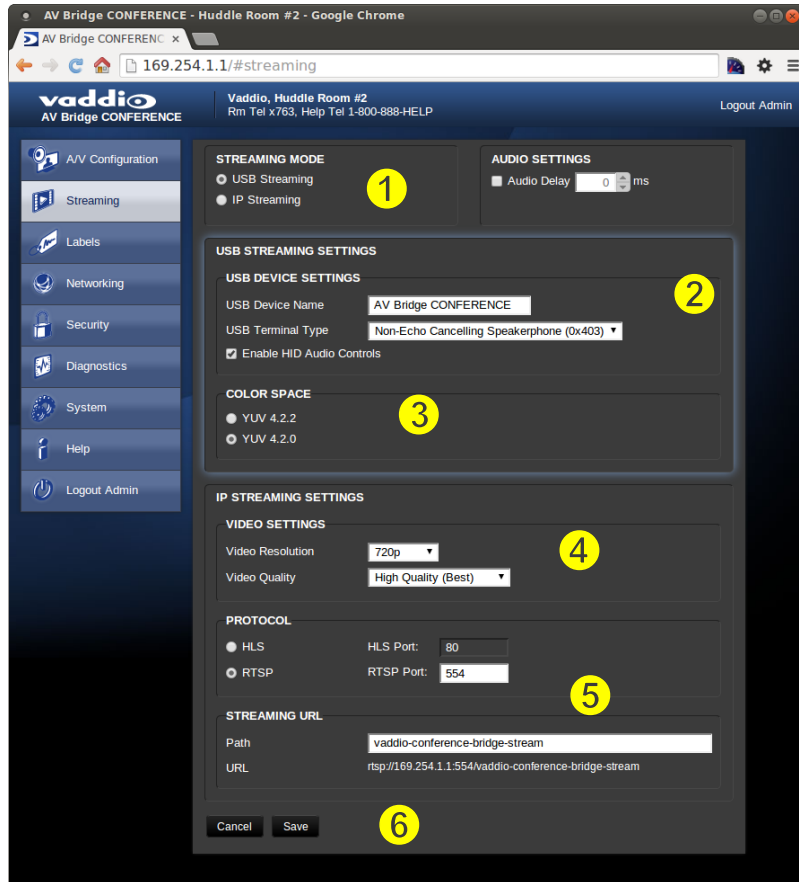 AV Bridge CONFERENCE - Huddle Room #2 - Google Chrome
AV Bridge CONFERENC ×
169.254.1.1/#streaming
vaddio
AV Bridge CONFERENCE
Vaddio, Huddle Room #2
Rm Tel x763, Help Tel 1-800-888-HELP
Logout Admin
A/V Configuration
Streaming
Labels
Networking
Security
Diagnostics
System
Help
Logout Admin
STREAMING MODE
USB Streaming
IP Streaming
1
AUDIO SETTINGS
Audio Delay 0 ms
USB STREAMING SETTINGS
USB DEVICE SETTINGS
2
USB Device Name AV Bridge CONFERENCE
USB Terminal Type Non-Echo Cancelling Speakerphone (0x403)
Enable HID Audio Controls
COLOR SPACE
3
YUV 4.2.2
YUV 4.2.0
IP STREAMING SETTINGS
VIDEO SETTINGS
4
Video Resolution 720p
Video Quality High Quality (Best)
PROTOCOL
HLS HLS Port: 80
RTSP RTSP Port: 554
5
STREAMING URL
Path vaddio-conference-bridge-stream
URL rtsp://169.254.1.1:554/vaddio-conference-bridge-stream
Cancel Save
6